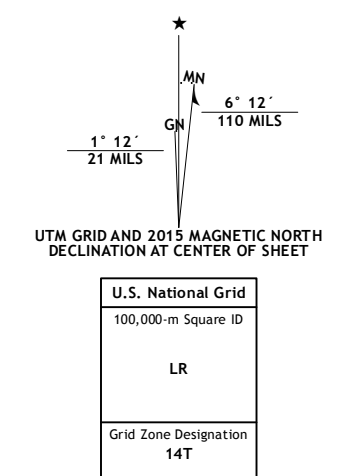 ★
MN
GN
6° 12´
110 MILS
1° 12´
21 MILS
UTM GRID AND 2015 MAGNETIC NORTH
DECLINATION AT CENTER OF SHEET
U.S. National Grid
100,000-m Square ID
LR
Grid Zone Designation
14T